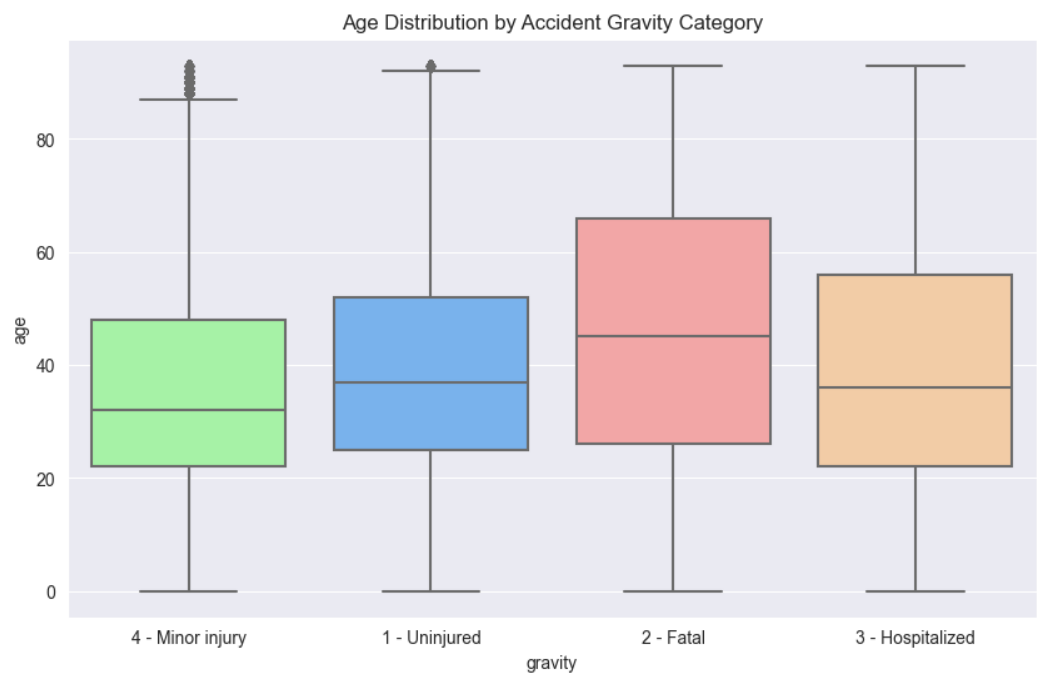 Age Distribution by Accident Gravity Category
age
80
60
40
20
0
4 - Minor injury
1 - Uninjured
2 - Fatal
3 - Hospitalized
gravity